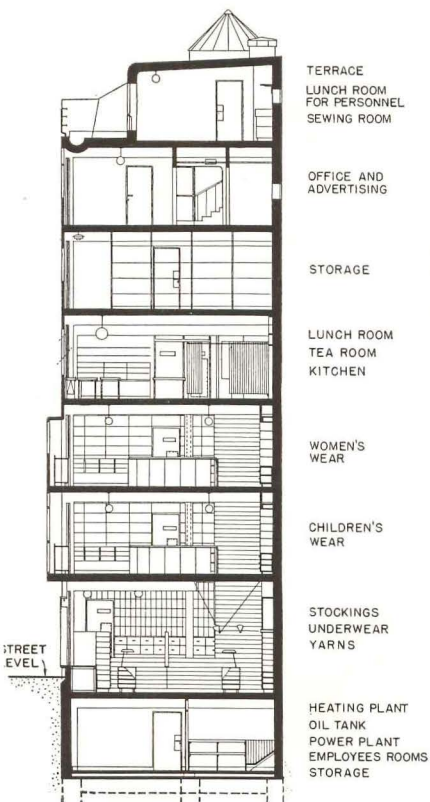 TERRACE
LUNCH ROOM
FOR PERSONNEL
SEWING ROOM
OFFICE AND
ADVERTISING
STORAGE
LUNCH ROOM
TEA ROOM
KITCHEN
WOMEN'S
WEAR
CHILDREN'S
WEAR
STOCKINGS
UNDERWEAR
YARNS
STREET
LEVEL
HEATING PLANT
OIL TANK
POWER PLANT
EMPLOYEES ROOMS
STORAGE